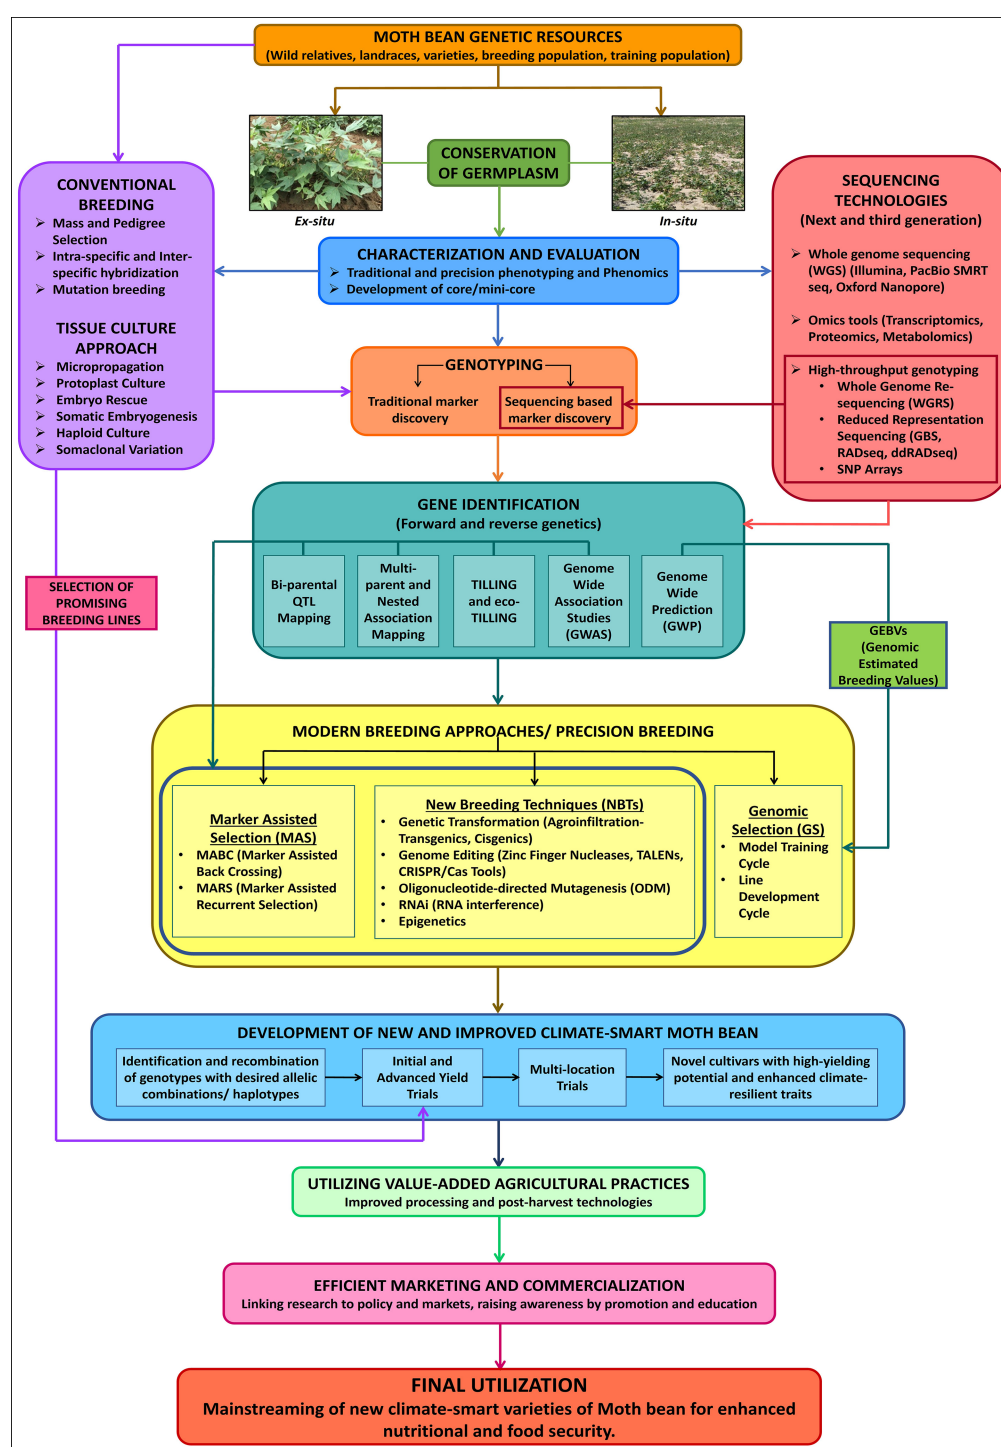 MOTH BEAN GENETIC RESOURCES
(Wild relatives, landraces, varieties, breeding population, training population)
CONSERVATION
OF GERMPLASM
Ex-situ
In-situ
CONVENTIONAL
BREEDING
➢ Mass and Pedigree
Selection
➢ Intra-specific and Inter-
specific hybridization
➢ Mutation breeding
TISSUE CULTURE
APPROACH
➢ Micropropagation
➢ Protoplast Culture
➢ Embryo Rescue
➢ Somatic Embryogenesis
➢ Haploid Culture
➢ Somaclonal Variation
CHARACTERIZATION AND EVALUATION
➢ Traditional and precision phenotyping and Phenomics
➢ Development of core/mini-core
SEQUENCING
TECHNOLOGIES
(Next and third generation)
➢ Whole genome sequencing
(WGS) (Illumina, PacBio SMRT
seq, Oxford Nanopore)
➢ Omics tools (Transcriptomics,
Proteomics, Metabolomics)
➢ High-throughput genotyping
• Whole Genome Re-
sequencing (WGRS)
• Reduced Representation
Sequencing (GBS,
RADseq, ddRADseq)
• SNP Arrays
GENOTYPING
Traditional marker
discovery
Sequencing based
marker discovery
GENE IDENTIFICATION
(Forward and reverse genetics)
Bi-parental
QTL
Mapping
Multi-
parent and
Nested
Association
Mapping
TILLING
and eco-
TILLING
Genome
Wide
Association
Studies
(GWAS)
Genome
Wide
Prediction
(GWP)
SELECTION OF
PROMISING
BREEDING LINES
GEBVs
(Genomic
Estimated
Breeding Values)
MODERN BREEDING APPROACHES/ PRECISION BREEDING
Marker Assisted
Selection (MAS)
• MABC (Marker Assisted
Back Crossing)
• MARS (Marker Assisted
Recurrent Selection)
New Breeding Techniques (NBTs)
• Genetic Transformation (Agroinfiltration-
Transgenics, Cisgenics)
• Genome Editing (Zinc Finger Nucleases, TALENs,
CRISPR/Cas Tools)
• Oligonucleotide-directed Mutagenesis (ODM)
• RNAi (RNA interference)
• Epigenetics
Genomic
Selection (GS)
• Model Training
Cycle
• Line
Development
Cycle
DEVELOPMENT OF NEW AND IMPROVED CLIMATE-SMART MOTH BEAN
Identification and recombination
of genotypes with desired allelic
combinations/ haplotypes
Initial and
Advanced Yield
Trials
Multi-location
Trials
Novel cultivars with high-yielding
potential and enhanced climate-
resilient traits
UTILIZING VALUE-ADDED AGRICULTURAL PRACTICES
Improved processing and post-harvest technologies
EFFICIENT MARKETING AND COMMERCIALIZATION
Linking research to policy and markets, raising awareness by promotion and education
FINAL UTILIZATION
Mainstreaming of new climate-smart varieties of Moth bean for enhanced
nutritional and food security.